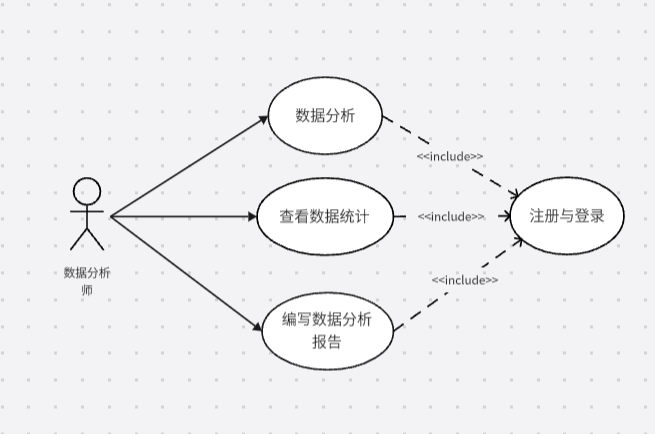 数据分析
<<include>>
查看数据统计
<<include>>
注册与登录
数据分析
师
<<include>>
编写数据分析
报告